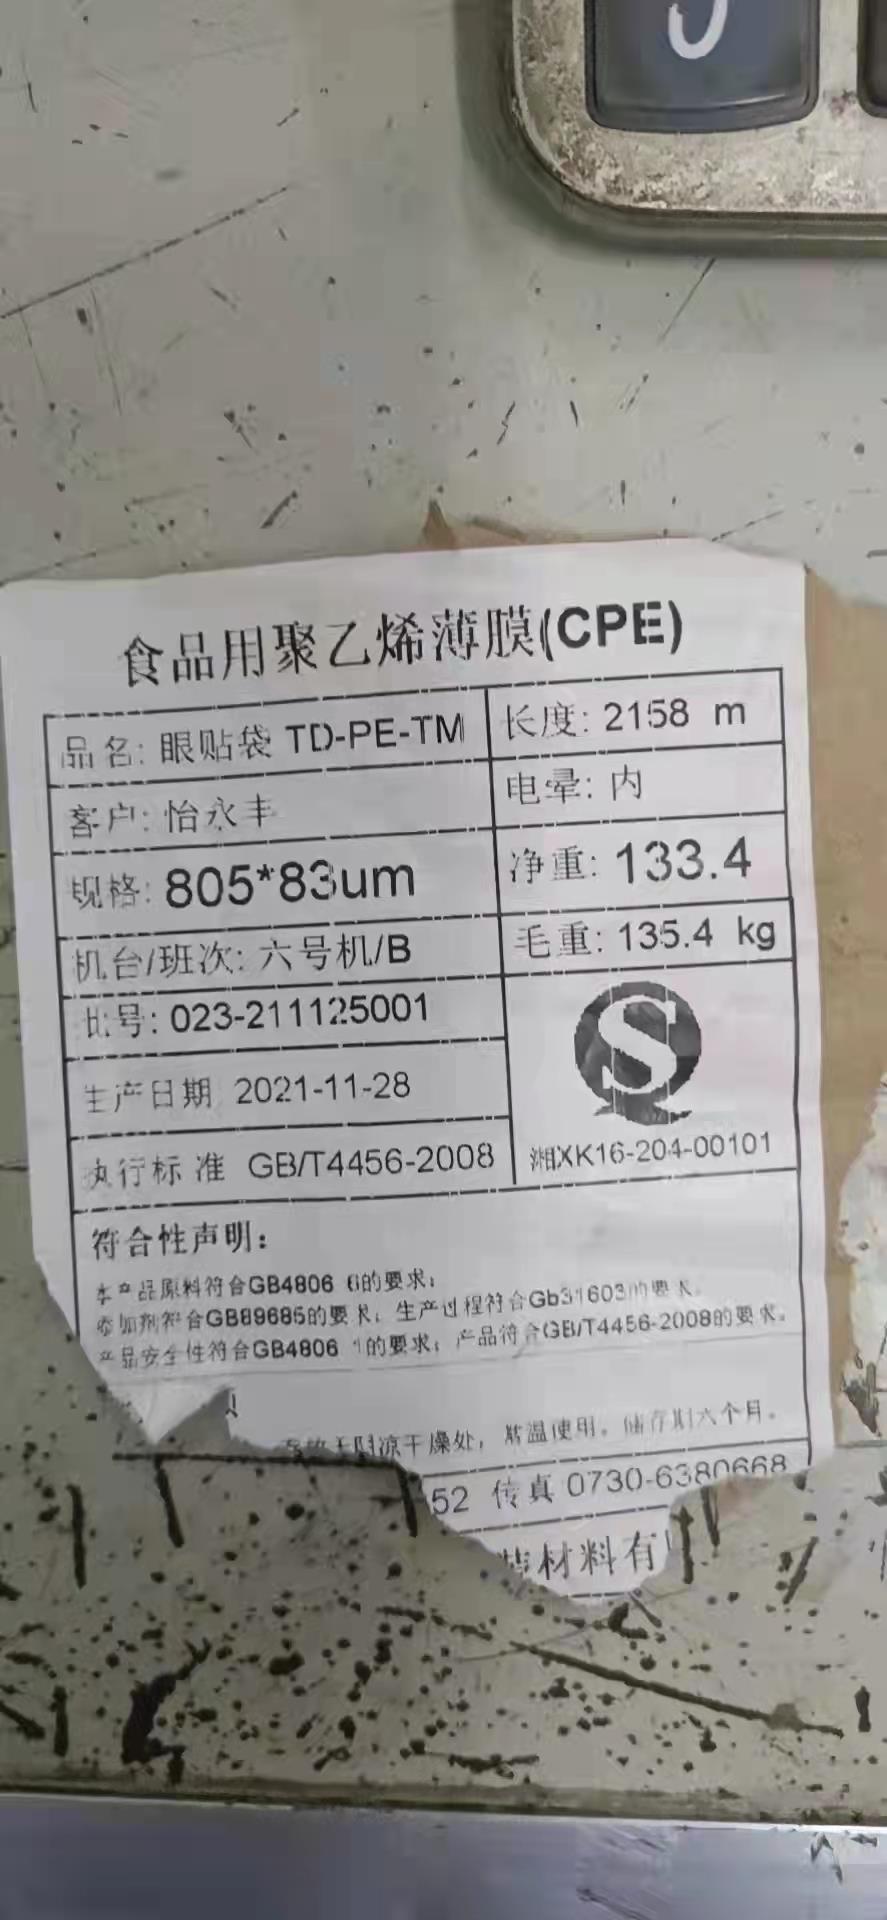 食品用聚乙烯薄膜(CPE)
品名: 眼贴袋 TD-PE-TM
长度: 2158 m
客户: 怡永丰
电晕: 内
规格: 805*83um
净重: 133.4
机台/班次: 六号机/B
毛重: 135.4 kg
批号: 023-211125001
S
生产日期 2021-11-28
湘XK16-204-00101
执行标准 GB/T4456-2008
符合性声明:
本产品原料符合GB4806 6的要求;
添加剂符合GB89685的要求; 生产过程符合Gb31603的要求.
产品安全性符合GB4806 1的要求; 产品符合GB/T4456-2008的要求。
阴凉干燥处, 常温使用。储存期六个月。
52 传真 0730-6380668
材料有